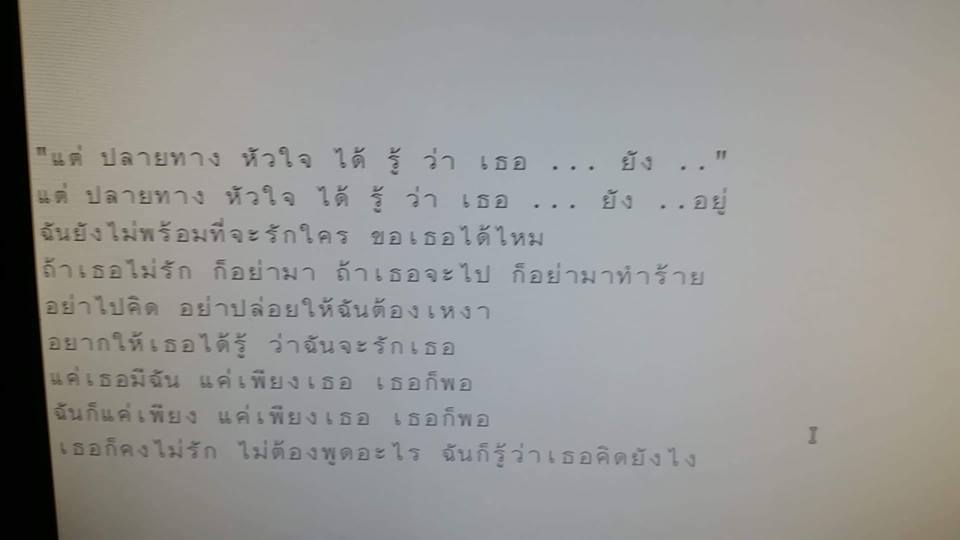 "แต่ ปลายทาง หัวใจ ได้ รู้ ว่า เธอ ... ยัง .."
แต่ ปลายทาง หัวใจ ได้ รู้ ว่า เธอ ... ยัง ..อยู่
ฉันยังไม่พร้อมที่จะรักใคร ขอเธอได้ไหม
ถ้าเธอไม่รัก ก็อย่ามา ถ้าเธอจะไป ก็อย่ามาทำร้าย
อย่าไปคิด อย่าปล่อยให้ฉันต้องเหงา
อยากให้เธอได้รู้ ว่าฉันจะรักเธอ
แค่เธอมีฉัน แค่เพียงเธอ เธอก็พอ
ฉันก็แค่เพียง แค่เพียงเธอ เธอก็พอ
เธอก็คงไม่รัก ไม่ต้องพูดอะไร ฉันก็รู้ว่าเธอคิดยังไง